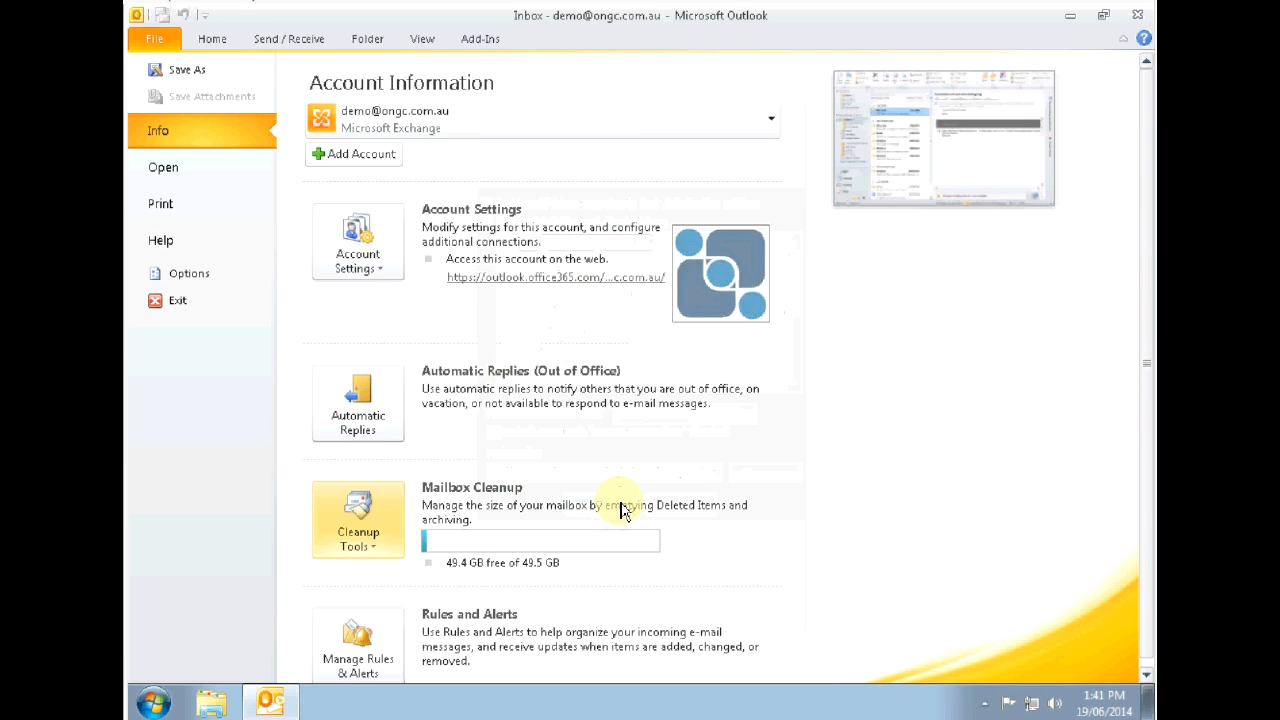 Inbox - demo@ongc.com.au - Microsoft Outlook
File
Home
Send / Receive
Folder
View
Add-Ins
Save As
Info
Print
Help
Options
Exit
Account Information
demo@ongc.com.au
Microsoft Exchange
Add Account
Account Settings
Account Settings
Modify settings for this account, and configure
additional connections.
Access this account on the web.
https://outlook.office365.com/...c.com.au/
Automatic Replies
Automatic Replies (Out of Office)
Use automatic replies to notify others that you are out of office, on
vacation, or not available to respond to e-mail messages.
Cleanup Tools
Mailbox Cleanup
Manage the size of your mailbox by emptying Deleted Items and
archiving.
49.4 GB free of 49.5 GB
Manage Rules & Alerts
Rules and Alerts
Use Rules and Alerts to help organize your incoming e-mail
messages, and receive updates when items are added, changed, or
removed.
1:41 PM
19/06/2014